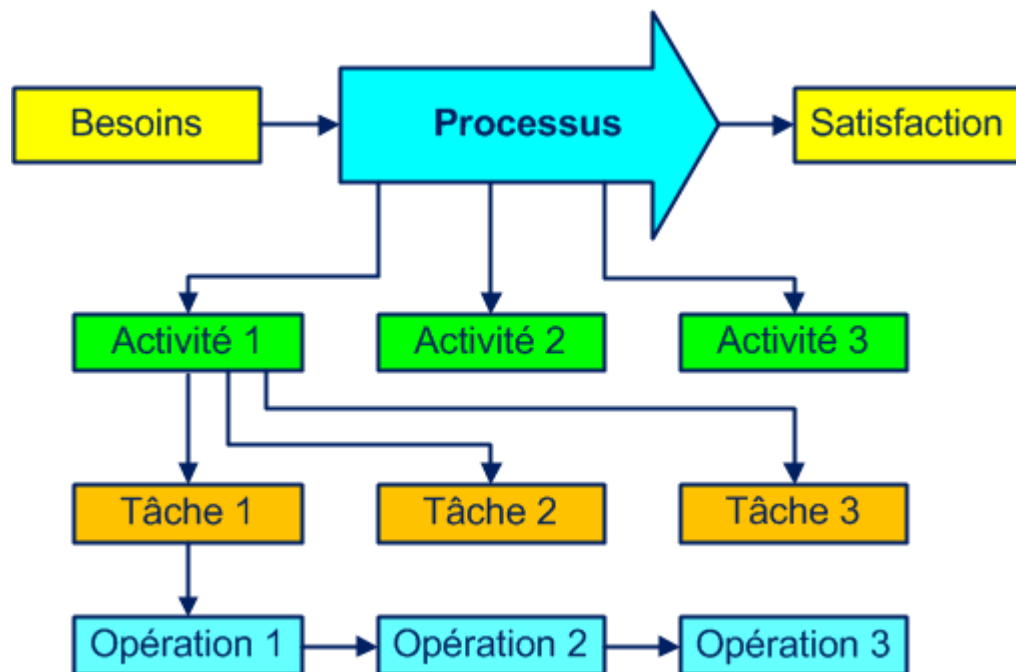 Besoins
Processus
Satisfaction
Activité 1
Activité 2
Activité 3
Tâche 1
Tâche 2
Tâche 3
Opération 1
Opération 2
Opération 3